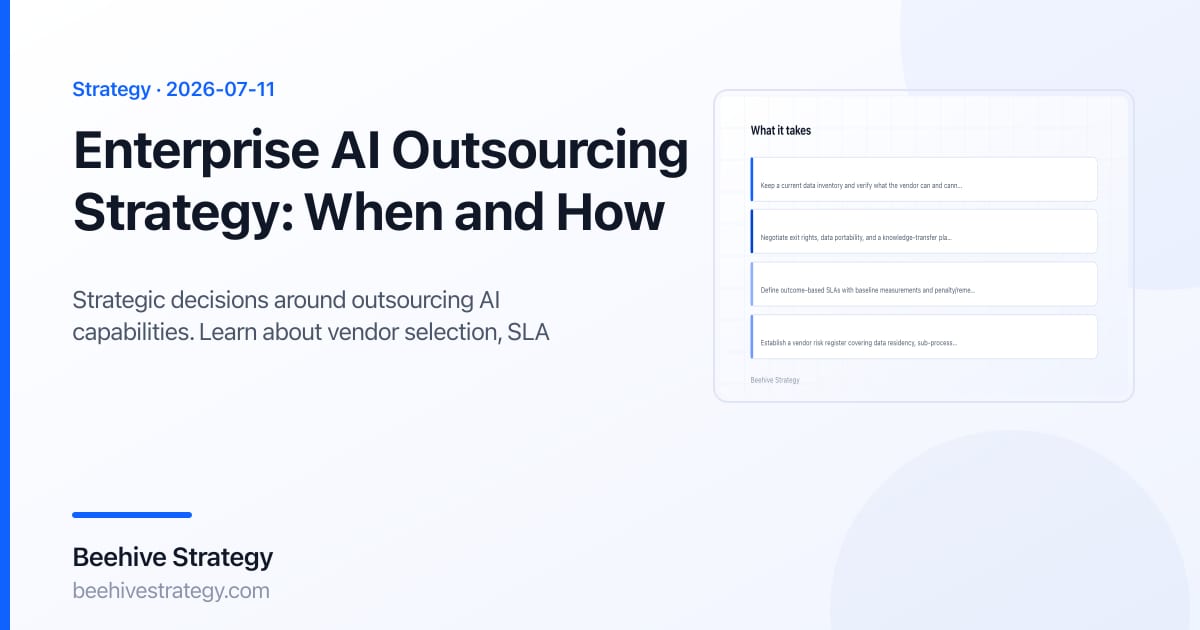 Strategy · 2026-07-11
Enterprise AI Outsourcing
Strategy: When and How
Strategic decisions around outsourcing AI
capabilities. Learn about vendor selection, SLA
What it takes
Keep a current data inventory and verify what the vendor can and cann...
Negotiate exit rights, data portability, and a knowledge-transfer pla...
Define outcome-based SLAs with baseline measurements and penalty/reme...
Establish a vendor risk register covering data residency, sub-process...
Beehive Strategy
Beehive Strategy
beehivestrategy.com